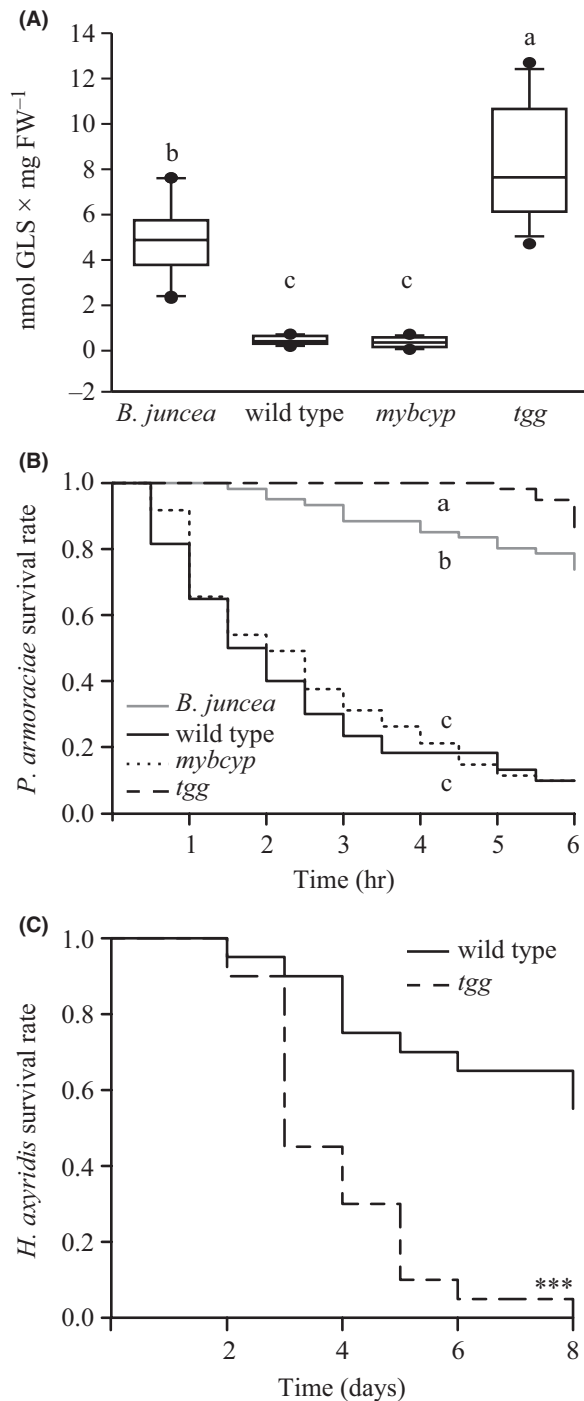 (A)
14
12
10
8
6
4
2
0
−2
nmol GLS × mg FW⁻¹
b
c
c
a
B. juncea
wild type
mybcyp
tgg
(B)
1.0
0.8
0.6
0.4
0.2
0.0
P. armoraciae survival rate
a
b
c
c
B. juncea
wild type
mybcyp
tgg
1 2 3 4 5 6
Time (hr)
(C)
1.0
0.8
0.6
0.4
0.2
0.0
H. axyridis survival rate
wild type
tgg
***
2 4 6 8
Time (days)